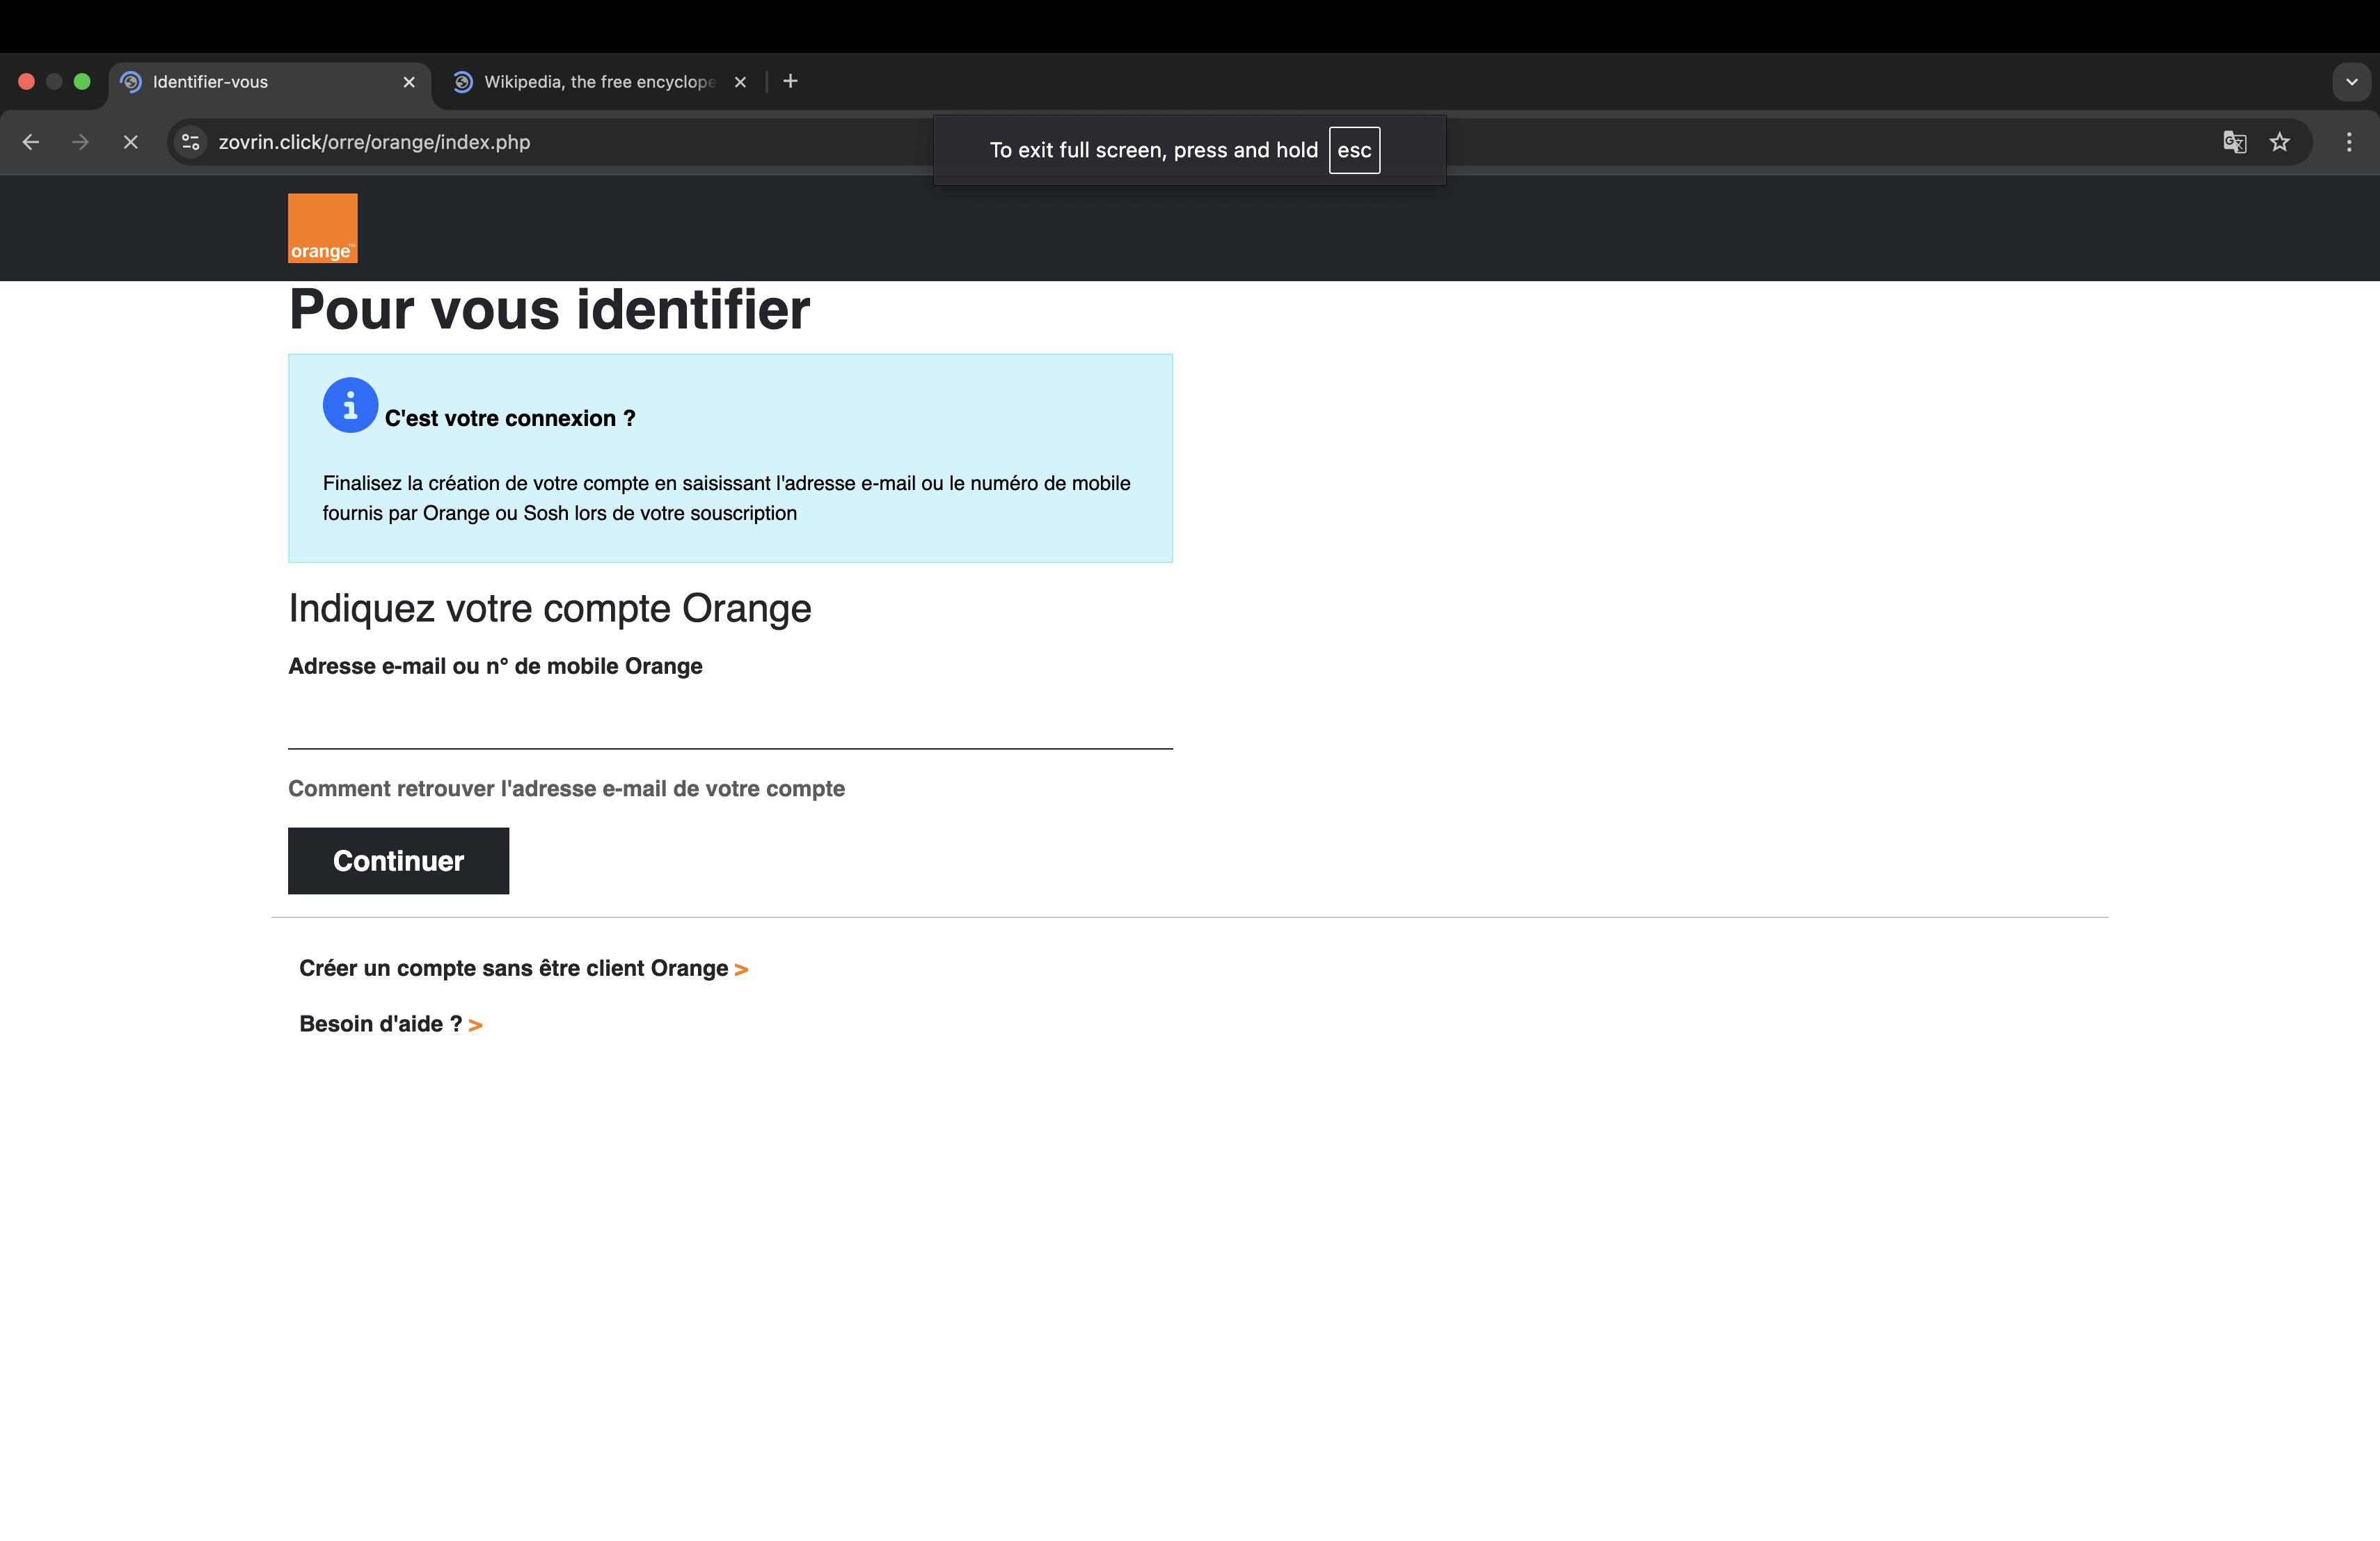 Identifier-vous
Wikipedia, the free encyclope
zovrin.click/orre/orange/index.php
To exit full screen, press and hold esc
orange™
Pour vous identifier
C'est votre connexion ?
Finalisez la création de votre compte en saisissant l'adresse e-mail ou le numéro de mobile
fournis par Orange ou Sosh lors de votre souscription
Indiquez votre compte Orange
Adresse e-mail ou n° de mobile Orange
Comment retrouver l'adresse e-mail de votre compte
Continuer
Créer un compte sans être client Orange >
Besoin d'aide ? >